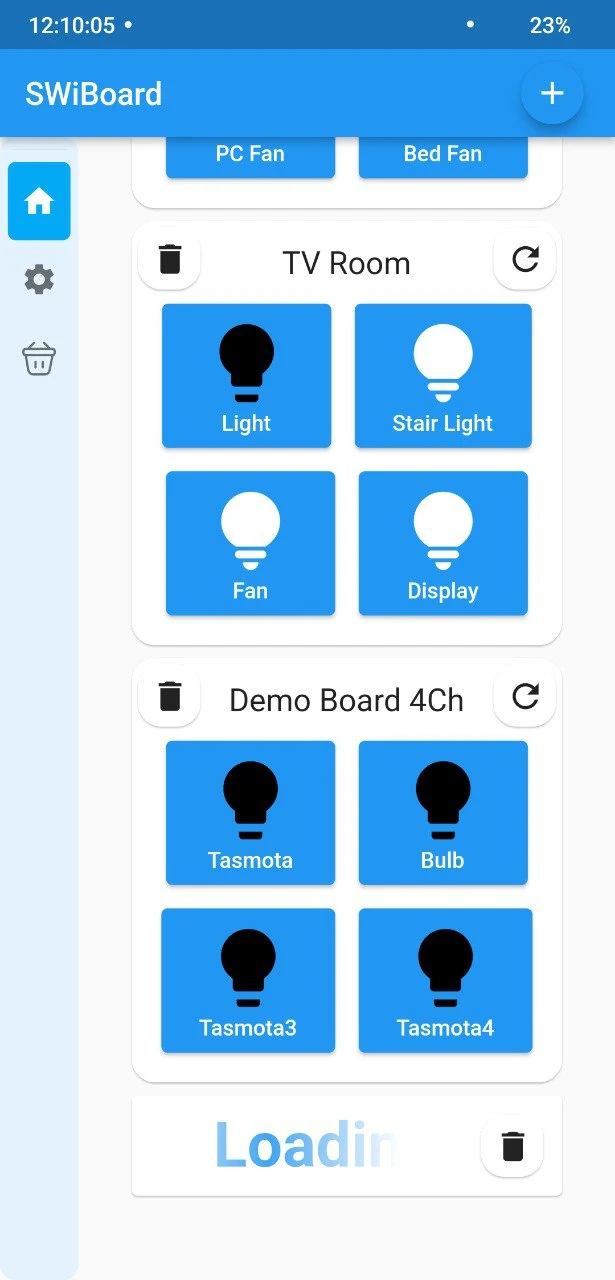 12:10:05
23%
SWiBoard
PC Fan
Bed Fan
TV Room
Light
Stair Light
Fan
Display
Demo Board 4Ch
Tasmota
Bulb
Tasmota3
Tasmota4
Loadin